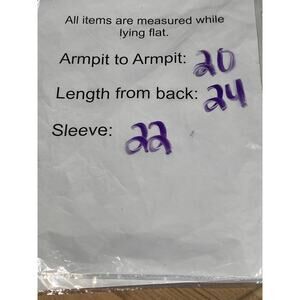 All items are measured while
lying flat.
Armpit to Armpit: 20
Length from back: 24
Sleeve: 22